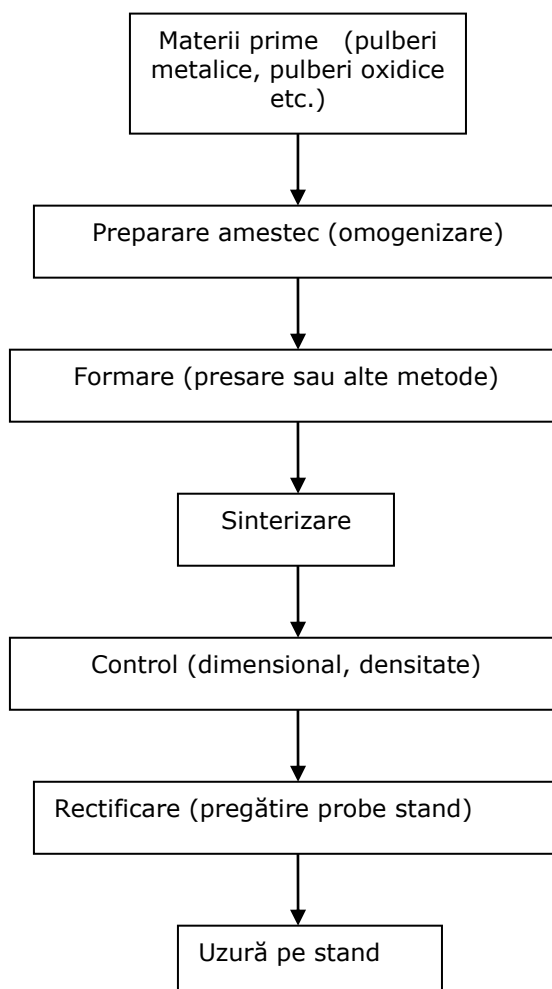 Materii prime (pulberi
metalice, pulberi oxidice
etc.)
Preparare amestec (omogenizare)
Formare (presare sau alte metode)
Sinterizare
Control (dimensional, densitate)
Rectificare (pregătire probe stand)
Uzură pe stand